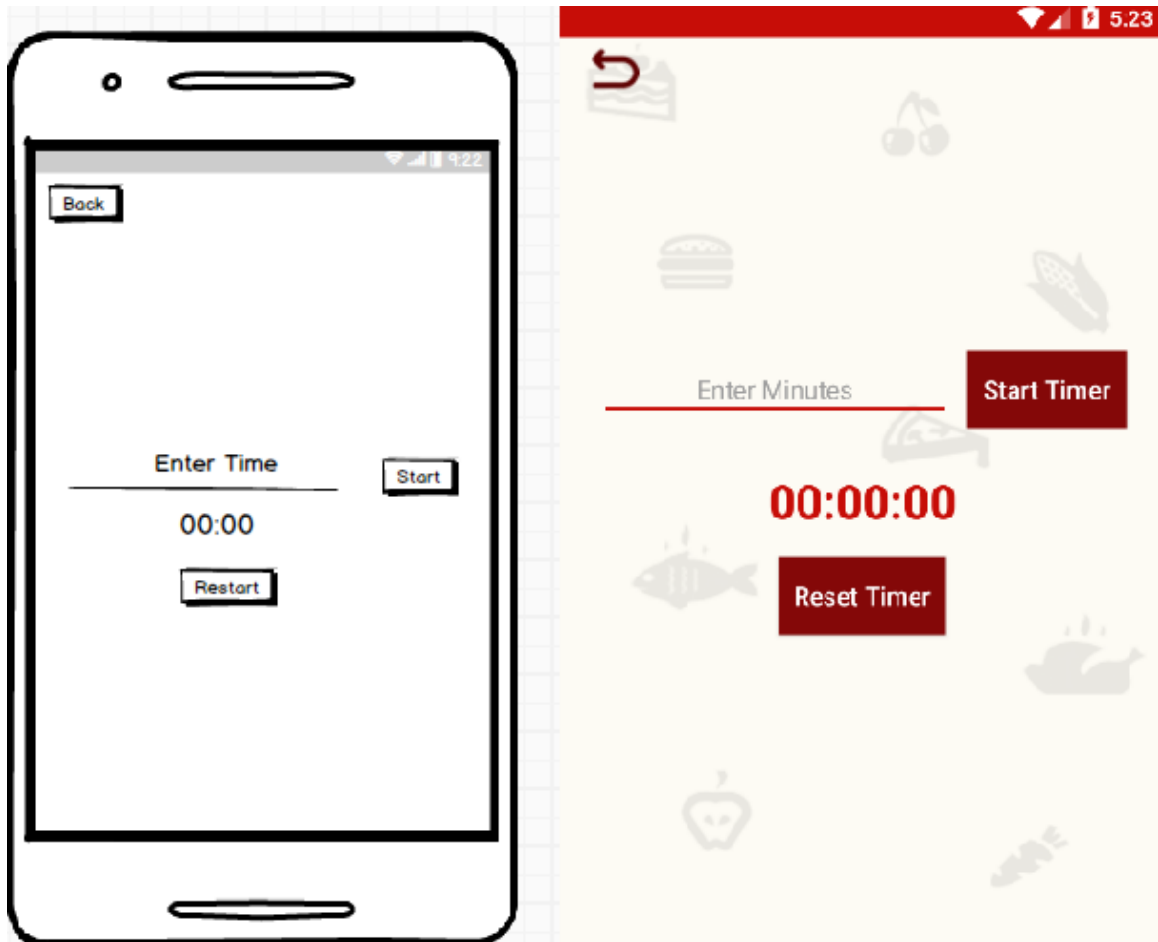 9:22
Back
Enter Time
Start
00:00
Restart
5.23
Enter Minutes
Start Timer
00:00:00
Reset Timer